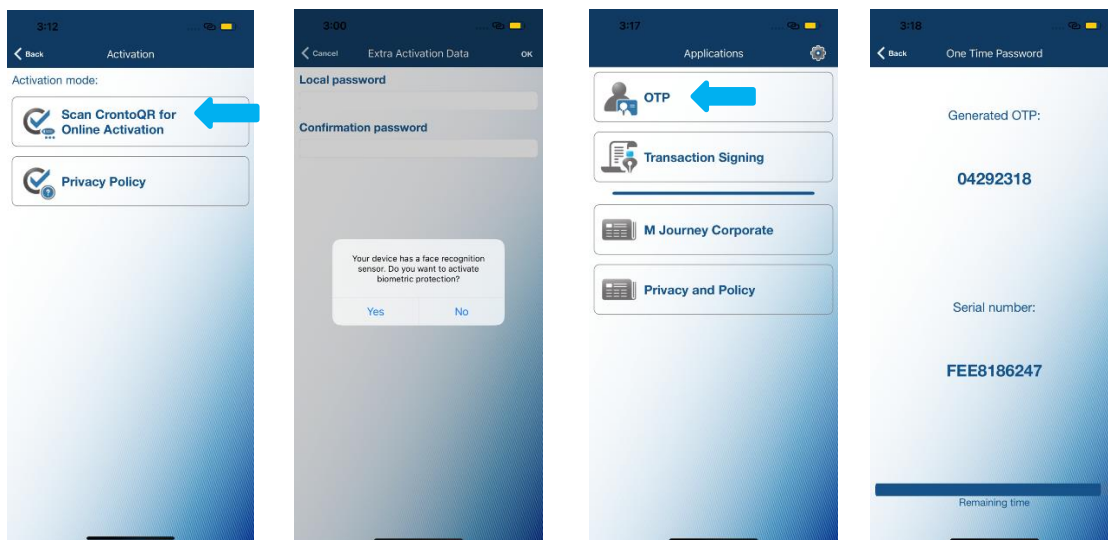 3:12
Back
Activation
Activation mode:
Scan CrontoQR for
Online Activation
Privacy Policy
3:00
Cancel
Extra Activation Data
OK
Local password
Confirmation password
Your device has a face recognition
sensor. Do you want to activate
biometric protection?
Yes
No
3:17
Applications
OTP
Transaction Signing
M Journey Corporate
Privacy and Policy
3:18
Back
One Time Password
Generated OTP:
04292318
Serial number:
FEE8186247
Remaining time